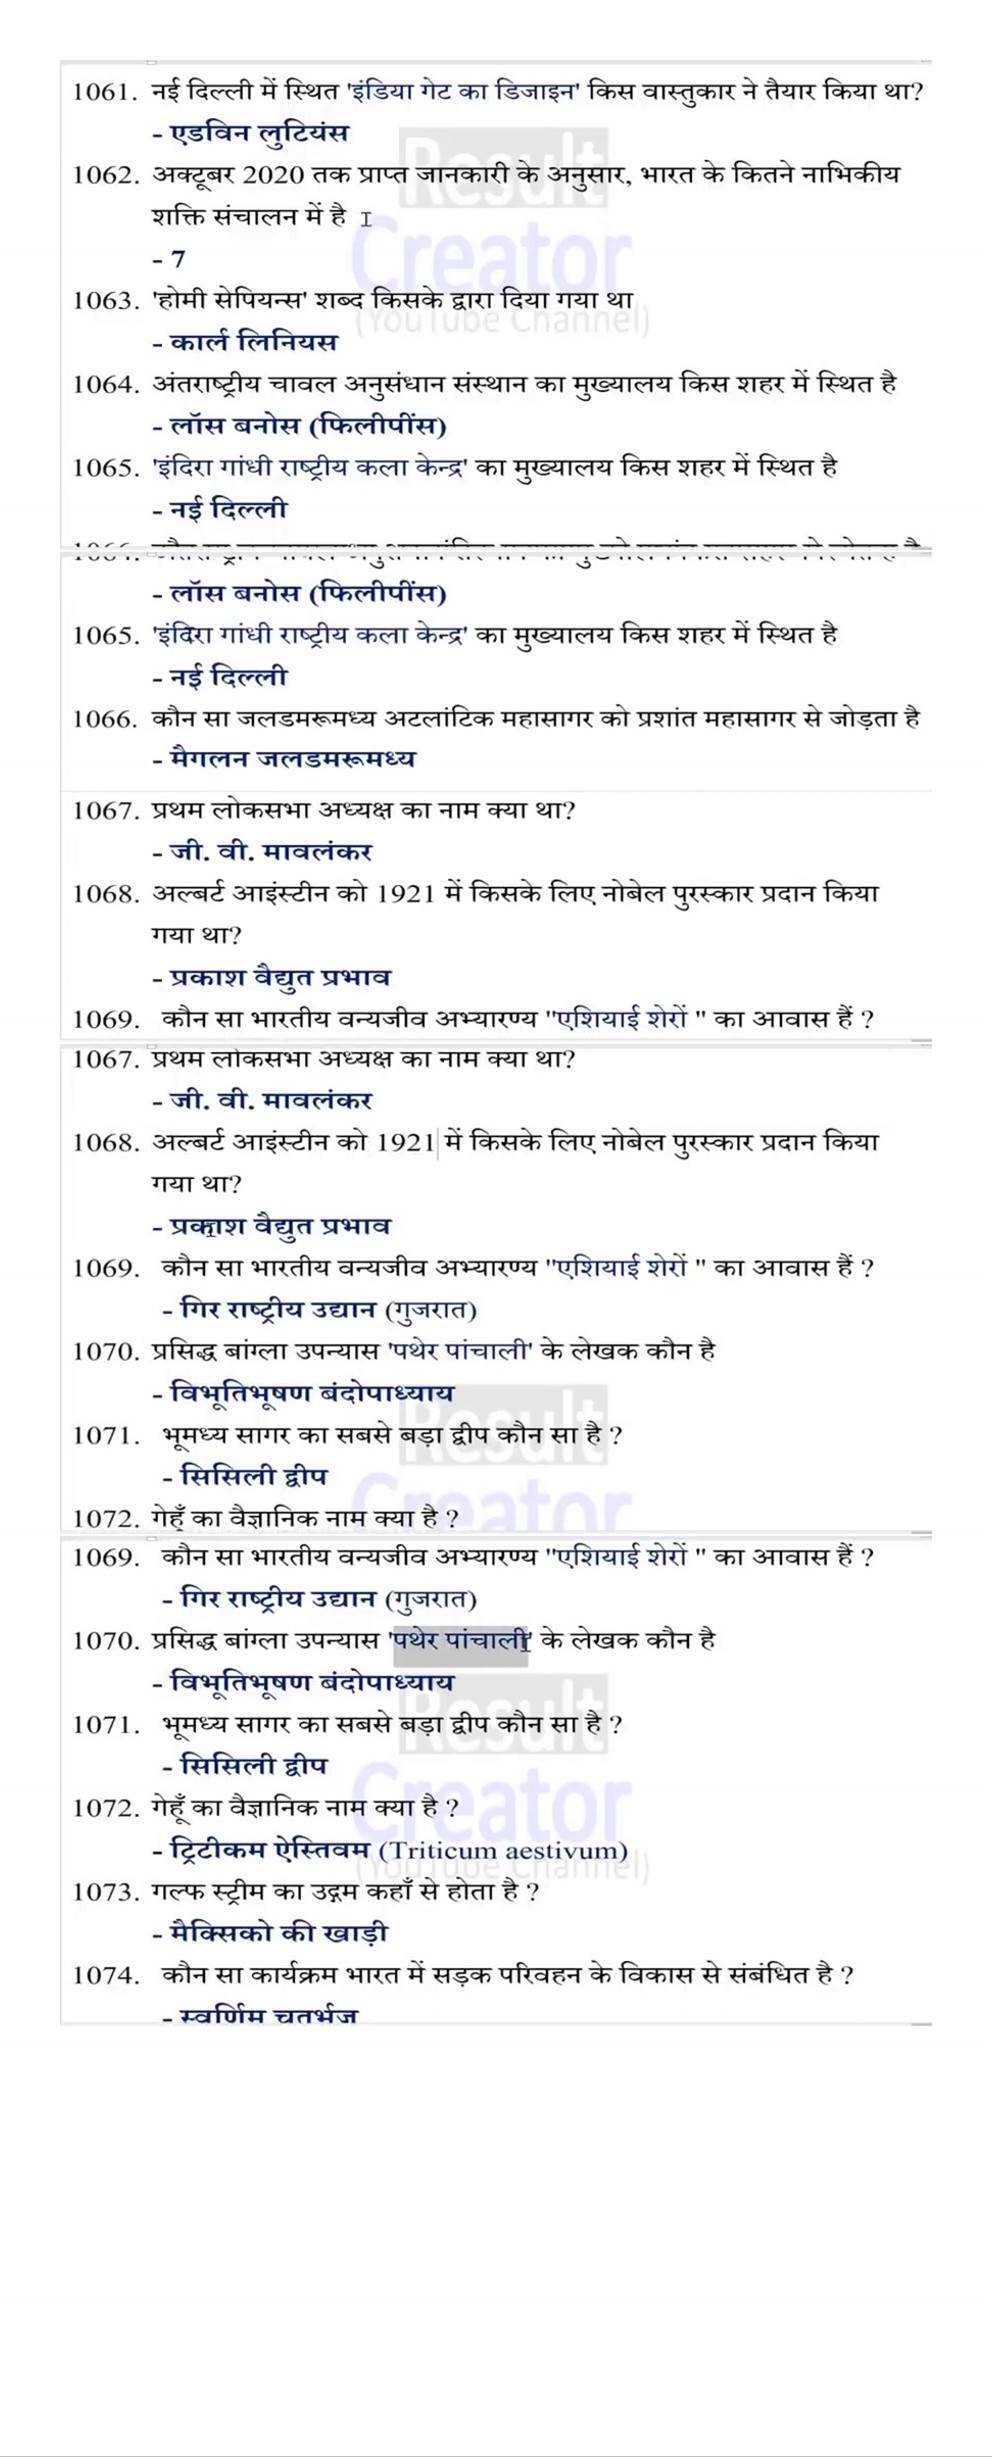 1061. नई दिल्ली में स्थित 'इंडिया गेट का डिजाइन' किस वास्तुकार ने तैयार किया था?
- एडविन लुटियंस
1062. अक्टूबर 2020 तक प्राप्त जानकारी के अनुसार, भारत के कितने नाभिकीय
शक्ति संचालन में है
- 7
1063. 'होमी सेपियन्स' शब्द किसके द्वारा दिया गया था
- कार्ल लिनियस
1064. अंतराष्ट्रीय चावल अनुसंधान संस्थान का मुख्यालय किस शहर में स्थित है
- लॉस बनोस (फिलीपींस)
1065. 'इंदिरा गांधी राष्ट्रीय कला केन्द्र' का मुख्यालय किस शहर में स्थित है
- नई दिल्ली
- लॉस बनोस (फिलीपींस)
1065. 'इंदिरा गांधी राष्ट्रीय कला केन्द्र' का मुख्यालय किस शहर में स्थित है
- नई दिल्ली
1066. कौन सा जलडमरूमध्य अटलांटिक महासागर को प्रशांत महासागर से जोड़ता है
- मैगलन जलडमरूमध्य
1067. प्रथम लोकसभा अध्यक्ष का नाम क्या था?
- जी. वी. मावलंकर
1068. अल्बर्ट आइंस्टीन को 1921 में किसके लिए नोबेल पुरस्कार प्रदान किया
गया था?
- प्रकाश वैद्युत प्रभाव
1069. कौन सा भारतीय वन्यजीव अभ्यारण्य "एशियाई शेरों " का आवास हैं ?
1067. प्रथम लोकसभा अध्यक्ष का नाम क्या था?
- जी. वी. मावलंकर
1068. अल्बर्ट आइंस्टीन को 1921 में किसके लिए नोबेल पुरस्कार प्रदान किया
गया था?
- प्रकाश वैद्युत प्रभाव
1069. कौन सा भारतीय वन्यजीव अभ्यारण्य "एशियाई शेरों " का आवास हैं ?
- गिर राष्ट्रीय उद्यान (गुजरात)
1070. प्रसिद्ध बांग्ला उपन्यास 'पथेर पांचाली' के लेखक कौन है
- विभूतिभूषण बंदोपाध्याय
1071. भूमध्य सागर का सबसे बड़ा द्वीप कौन सा है ?
- सिसिली द्वीप
1072. गेहूँ का वैज्ञानिक नाम क्या है ?
1069. कौन सा भारतीय वन्यजीव अभ्यारण्य "एशियाई शेरों " का आवास हैं ?
- गिर राष्ट्रीय उद्यान (गुजरात)
1070. प्रसिद्ध बांग्ला उपन्यास 'पथेर पांचाली' के लेखक कौन है
- विभूतिभूषण बंदोपाध्याय
1071. भूमध्य सागर का सबसे बड़ा द्वीप कौन सा है ?
- सिसिली द्वीप
1072. गेहूँ का वैज्ञानिक नाम क्या है ?
- ट्रिटीकम ऐस्तिवम (Triticum aestivum)
1073. गल्फ स्ट्रीम का उद्गम कहाँ से होता है ?
- मैक्सिको की खाड़ी
1074. कौन सा कार्यक्रम भारत में सड़क परिवहन के विकास से संबंधित है ?
- स्वर्णिम चतुर्भुज
Result
Creator
(YouTube Channel)
Result
Creator
Result
Creator
(YouTube Channel)